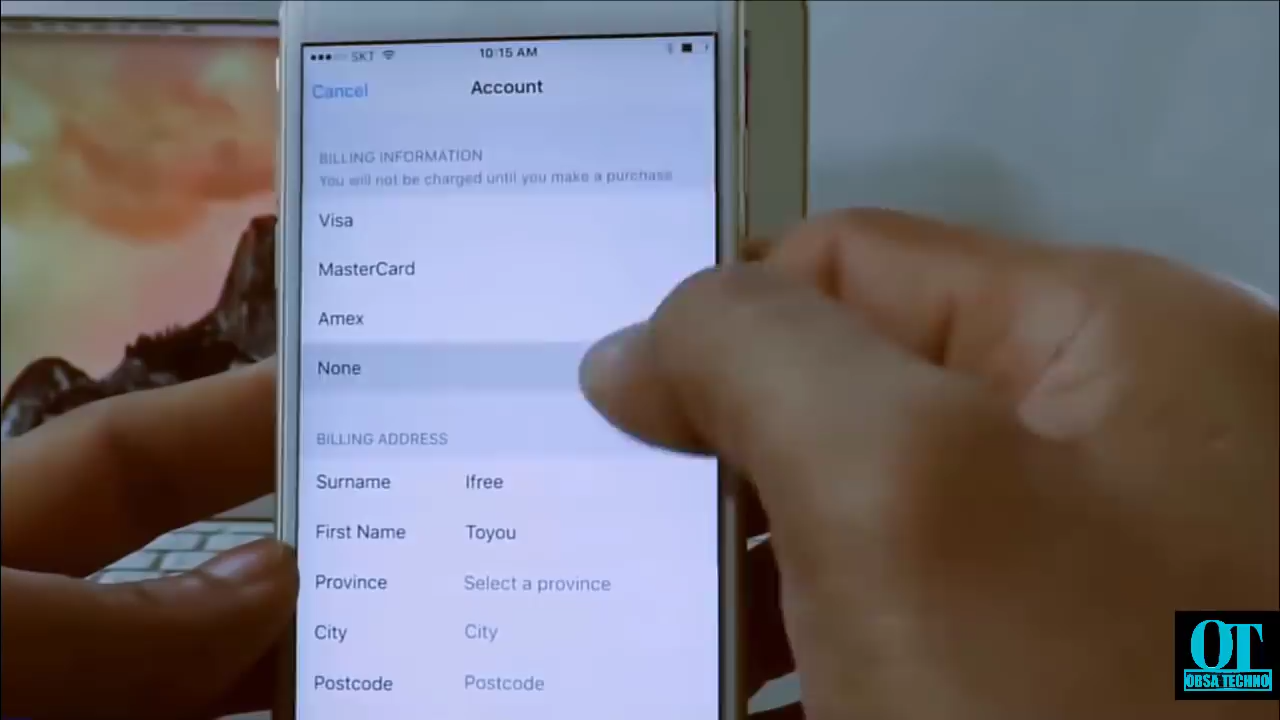 SKT 10:15 AM
Cancel Account
BILLING INFORMATION
You will not be charged until you make a purchase
Visa
MasterCard
Amex
None
BILLING ADDRESS
Surname Ifree
First Name Toyou
Province Select a province
City City
Postcode Postcode
OT
OBSA TECHNO